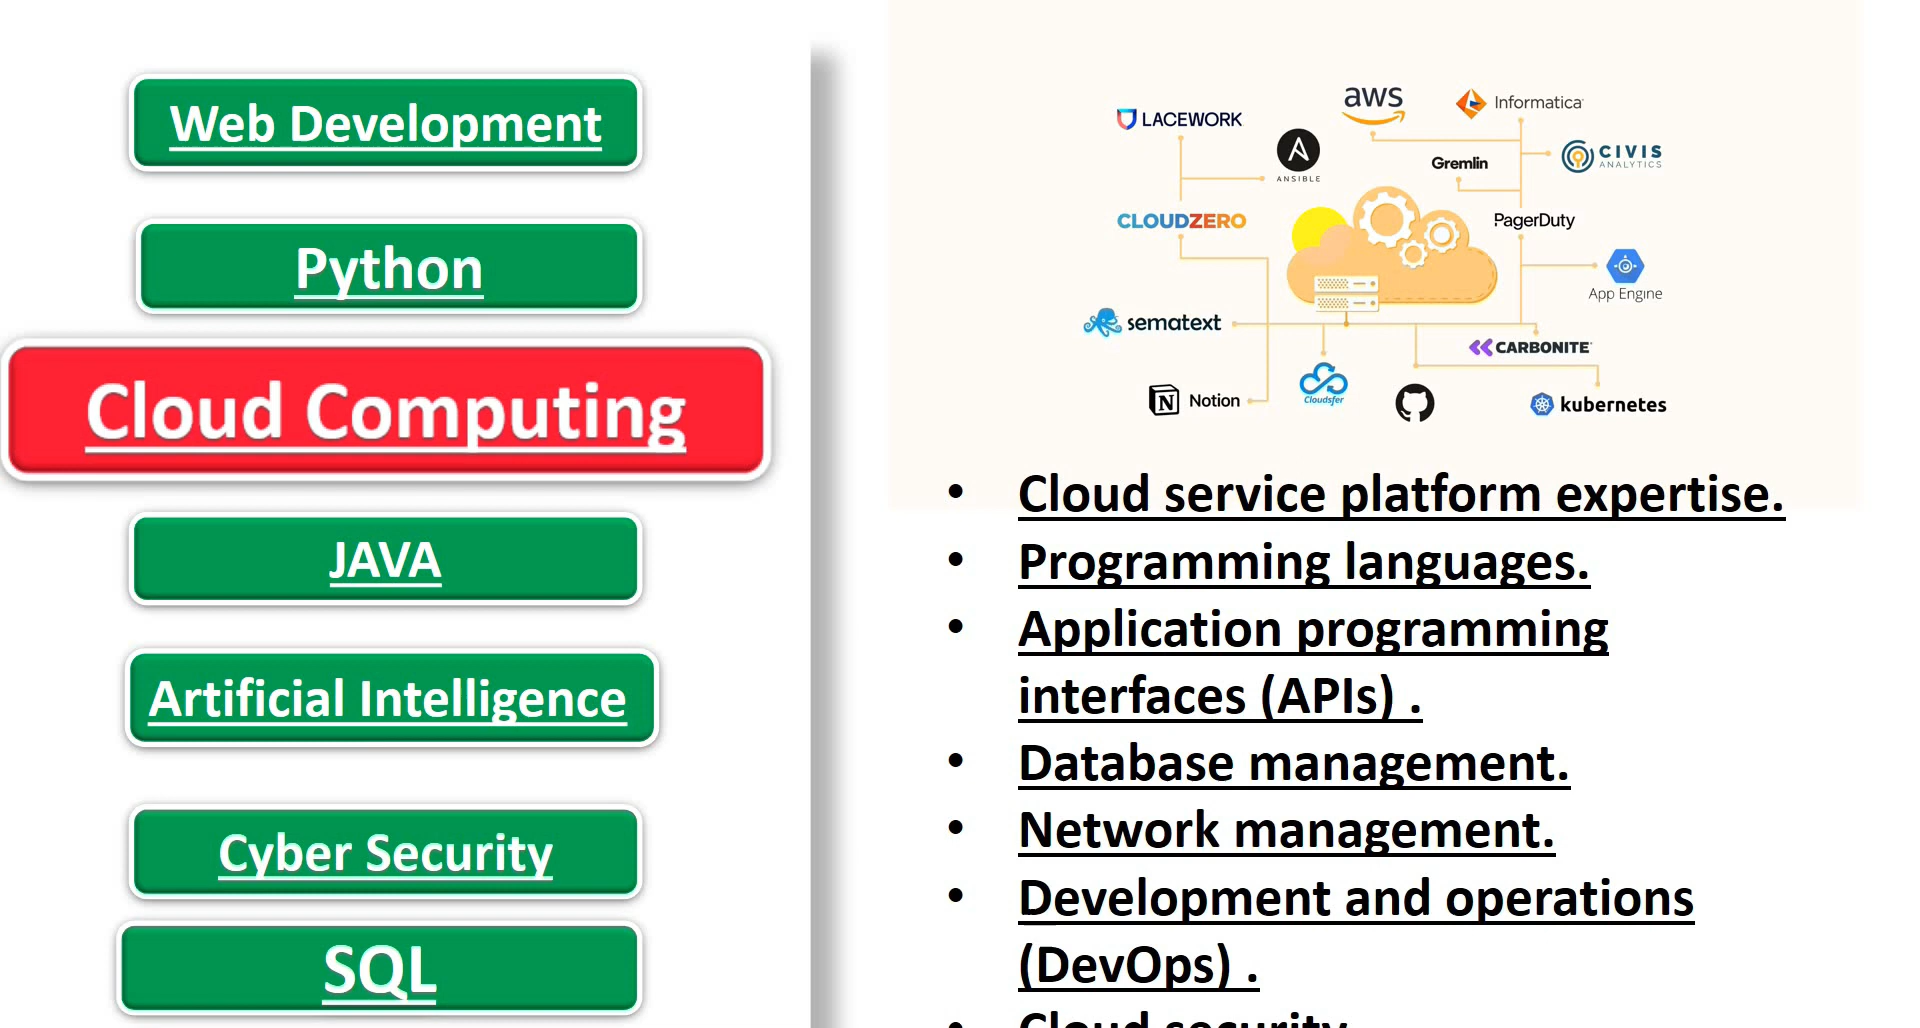 Web Development
Python
Cloud Computing
JAVA
Artificial Intelligence
Cyber Security
SQL
LACEWORK
ANSIBLE
aws
Informatica
Gremlin
CIVIS
ANALYTICS
CLOUDZERO
PagerDuty
App Engine
sematext
CARBONITE
Notion
N
Cloudsfer
kubernetes
• Cloud service platform expertise.
• Programming languages.
• Application programming
interfaces (APIs) .
• Database management.
• Network management.
• Development and operations
(DevOps) .
• Cloud security